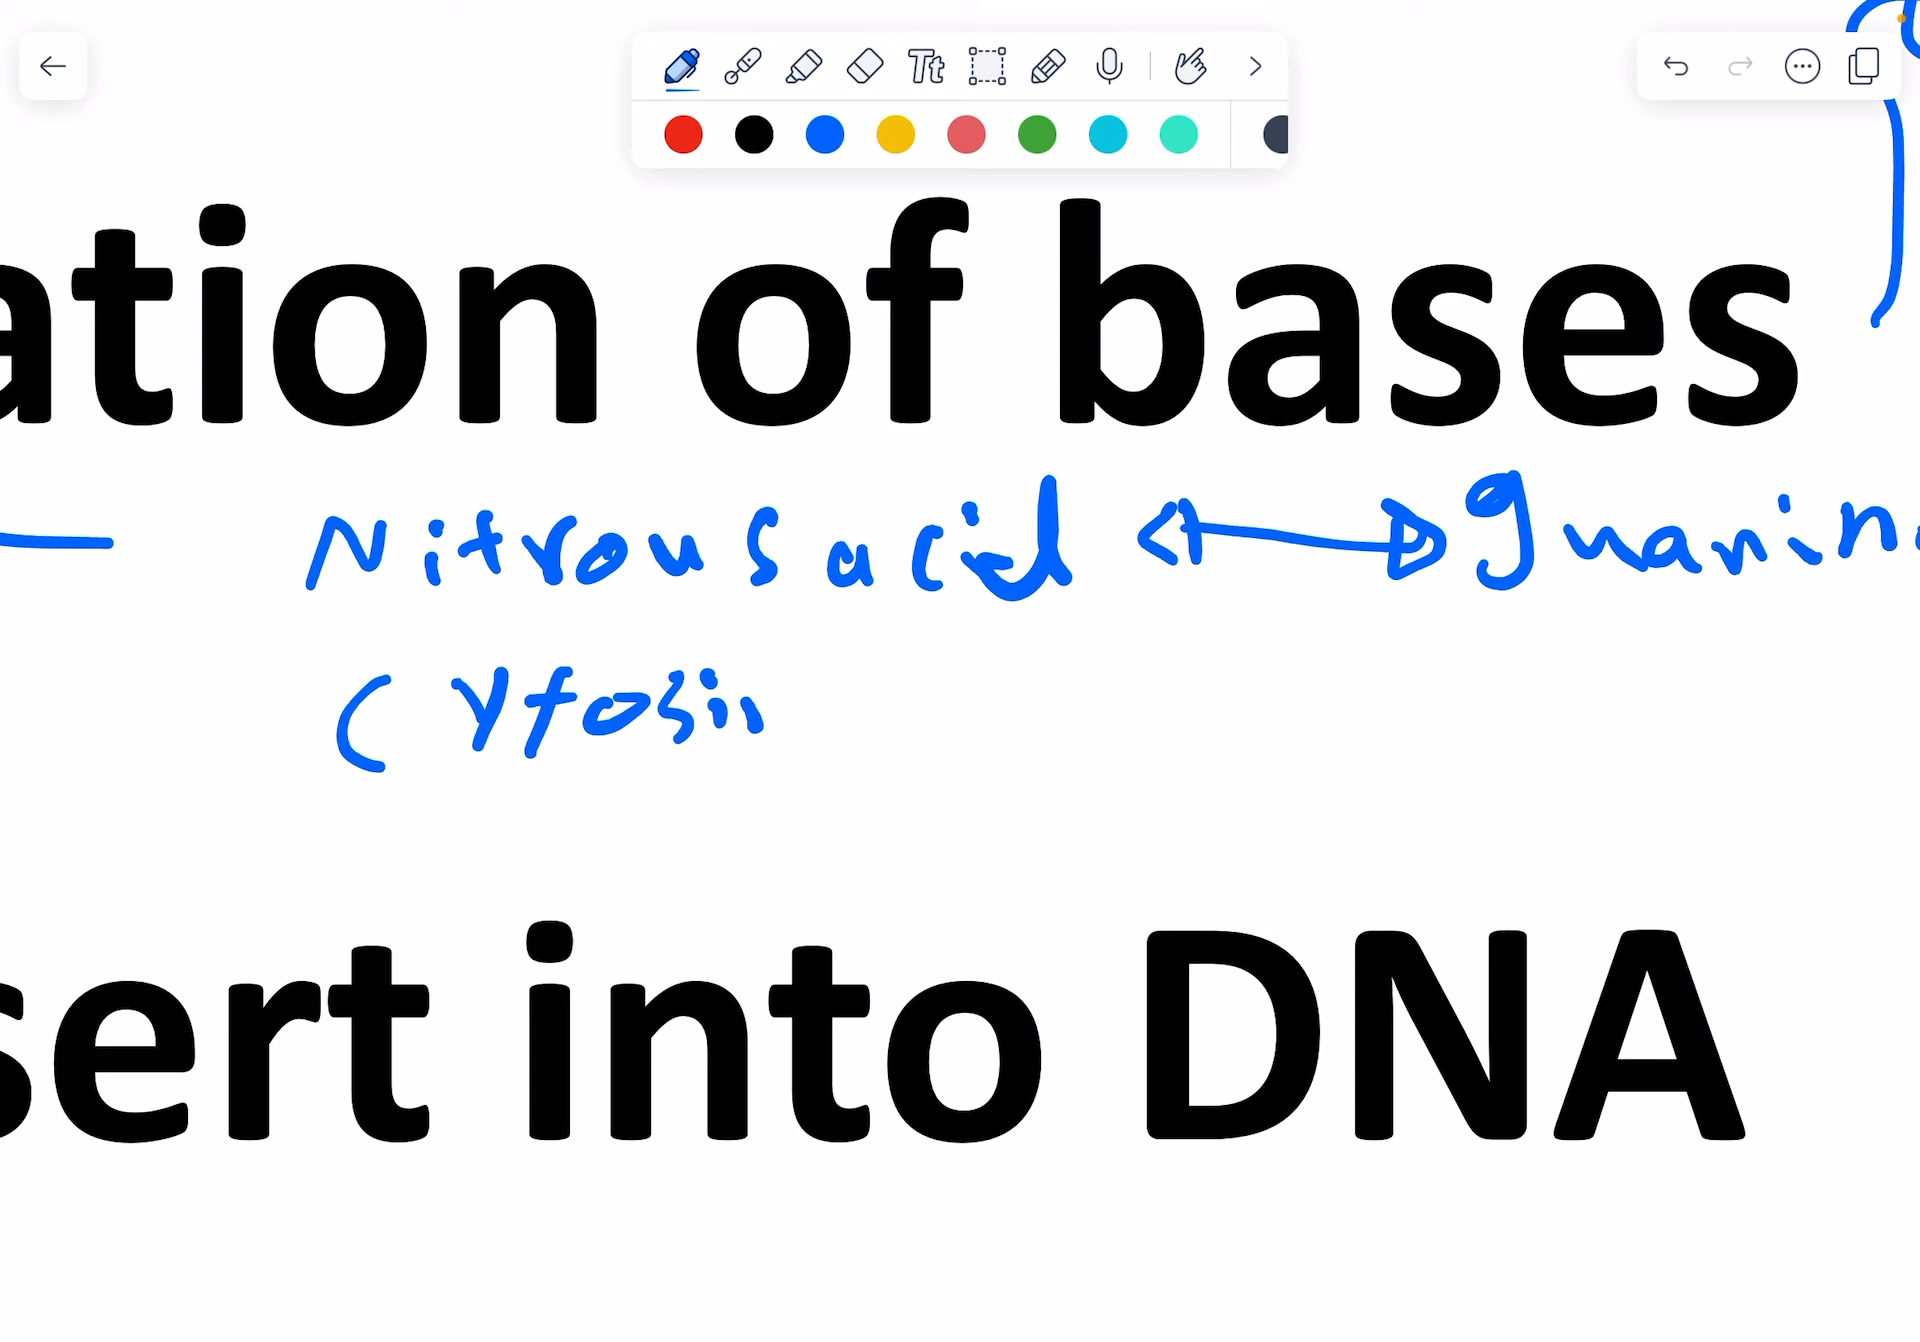 ation of bases
Nitrous acid <-> guanin
Cytosin
sert into DNA